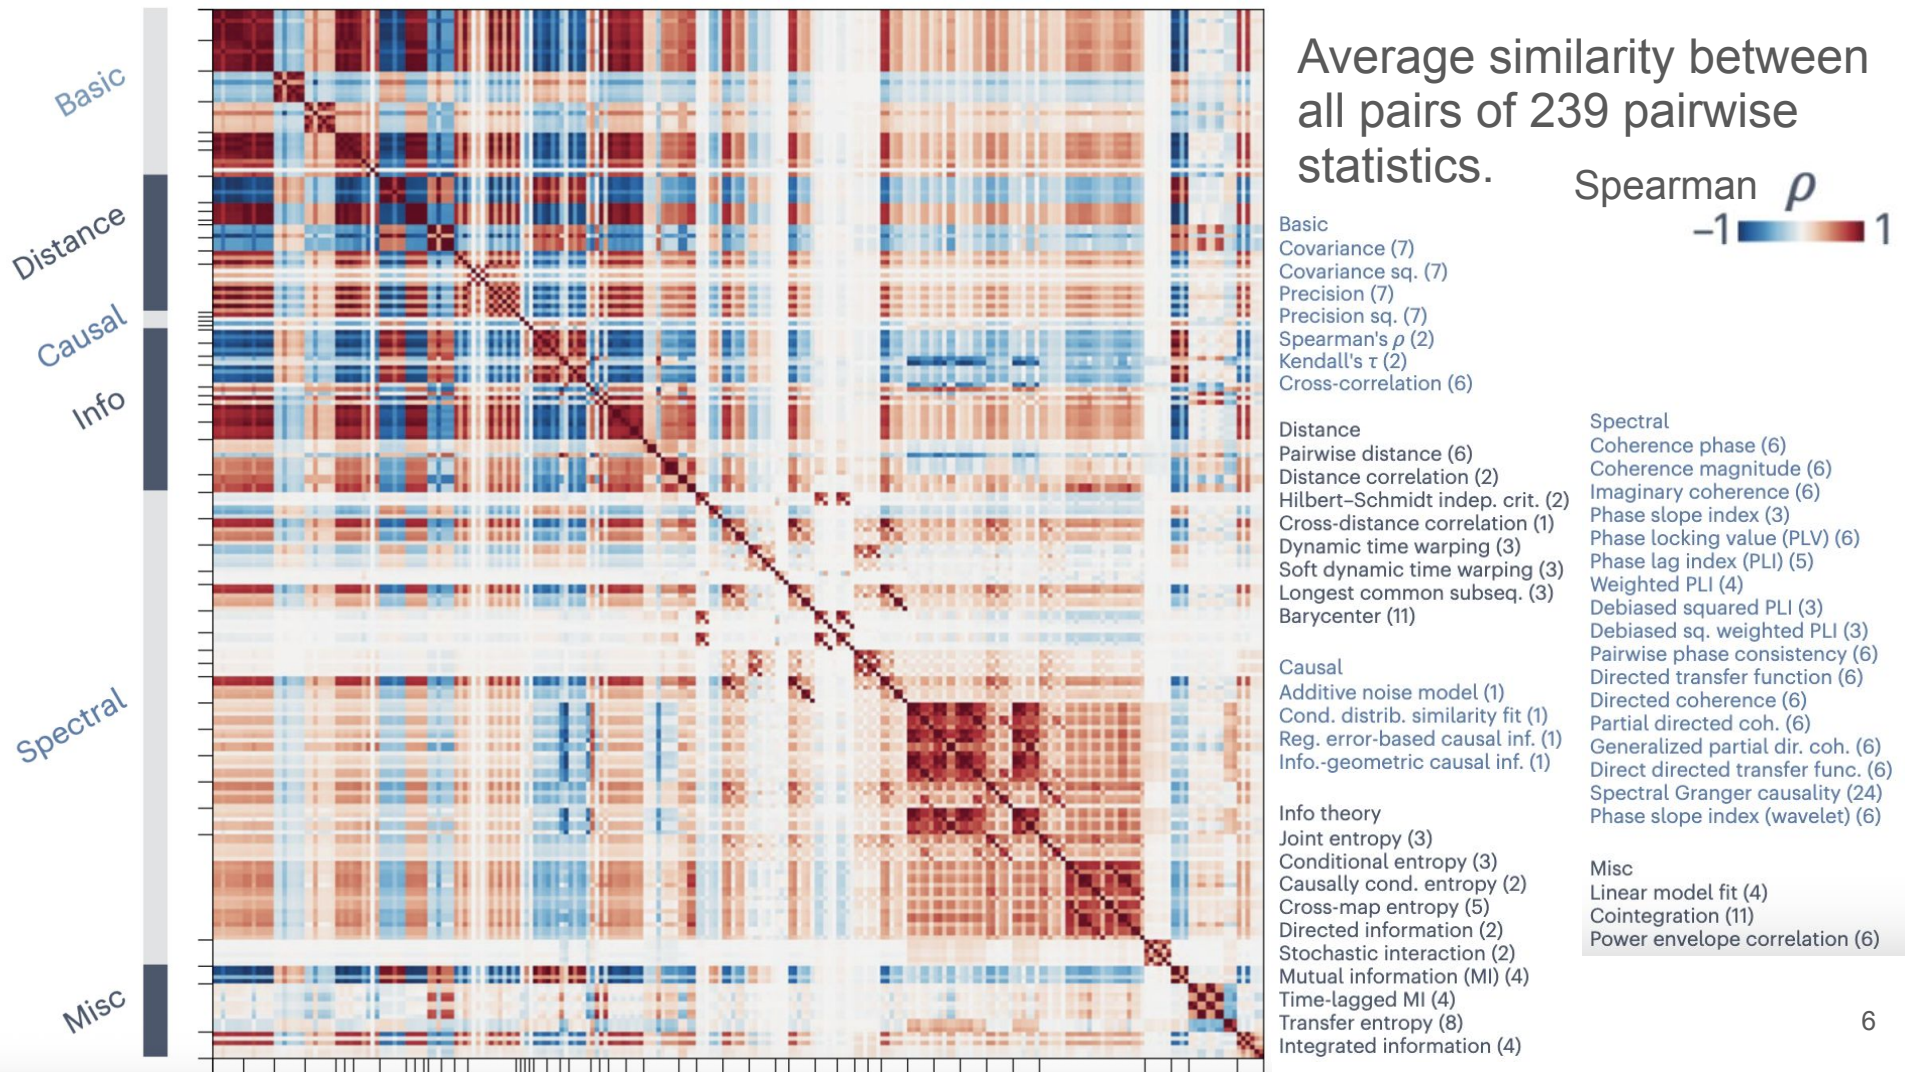 Basic
Distance
Causal
Info
Spectral
Misc
Average similarity between
all pairs of 239 pairwise
statistics.
Spearman ρ
−1 1
Basic
Covariance (7)
Covariance sq. (7)
Precision (7)
Precision sq. (7)
Spearman's ρ (2)
Kendall's τ (2)
Cross-correlation (6)
Distance
Pairwise distance (6)
Distance correlation (2)
Hilbert–Schmidt indep. crit. (2)
Cross-distance correlation (1)
Dynamic time warping (3)
Soft dynamic time warping (3)
Longest common subseq. (3)
Barycenter (11)
Causal
Additive noise model (1)
Cond. distrib. similarity fit (1)
Reg. error-based causal inf. (1)
Info.-geometric causal inf. (1)
Info theory
Joint entropy (3)
Conditional entropy (3)
Causally cond. entropy (2)
Cross-map entropy (5)
Directed information (2)
Stochastic interaction (2)
Mutual information (MI) (4)
Time-lagged MI (4)
Transfer entropy (8)
Integrated information (4)
Spectral
Coherence phase (6)
Coherence magnitude (6)
Imaginary coherence (6)
Phase slope index (3)
Phase locking value (PLV) (6)
Phase lag index (PLI) (5)
Weighted PLI (4)
Debiased squared PLI (3)
Debiased sq. weighted PLI (3)
Pairwise phase consistency (6)
Directed transfer function (6)
Directed coherence (6)
Partial directed coh. (6)
Generalized partial dir. coh. (6)
Direct directed transfer func. (6)
Spectral Granger causality (24)
Phase slope index (wavelet) (6)
Misc
Linear model fit (4)
Cointegration (11)
Power envelope correlation (6)
6